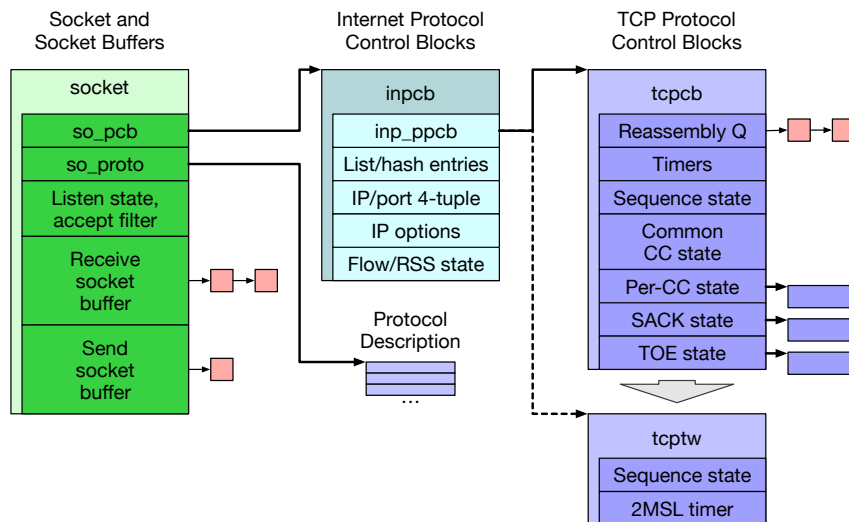 Socket and
Socket Buffers
Internet Protocol
Control Blocks
TCP Protocol
Control Blocks
socket
so_pcb
so_proto
Listen state,
accept filter
Receive
socket
buffer
Send
socket
buffer
inpcb
inp_ppcb
List/hash entries
IP/port 4-tuple
IP options
Flow/RSS state
Protocol
Description
...
tcpcb
Reassembly Q
Timers
Sequence state
Common
CC state
Per-CC state
SACK state
TOE state
tcptw
Sequence state
2MSL timer